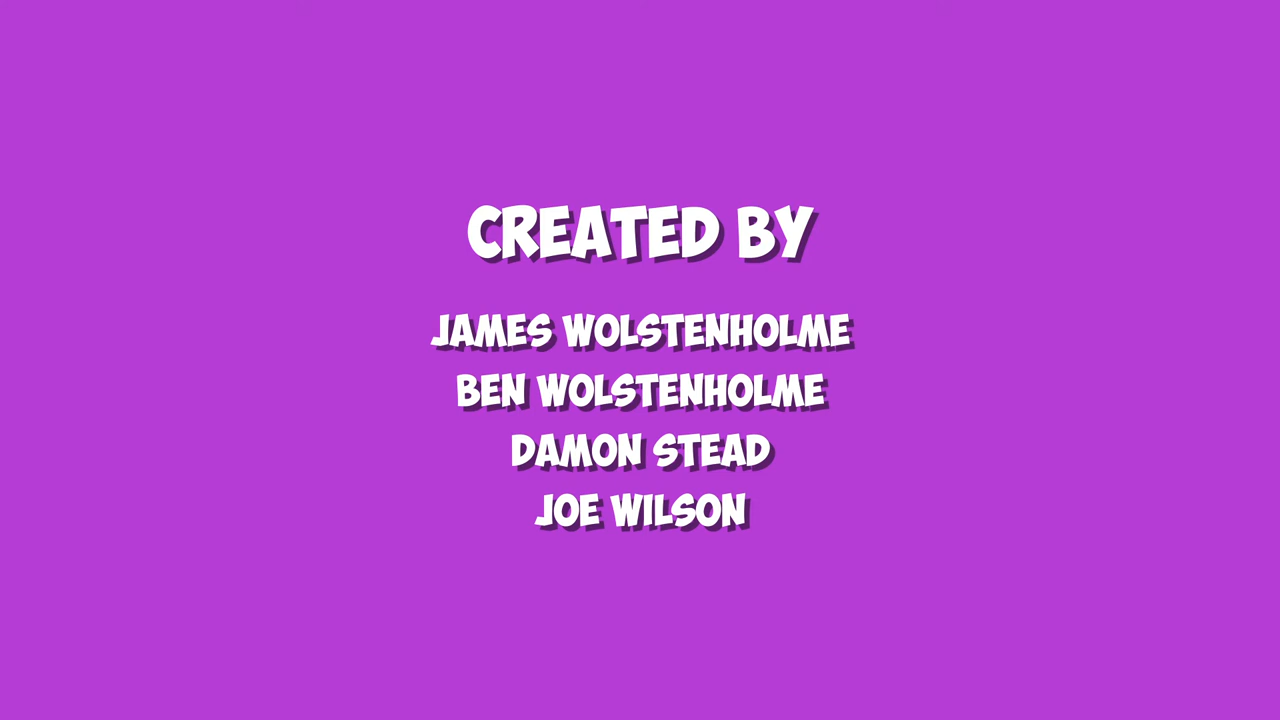 CREATED BY
JAMES WOLSTENHOLME
BEN WOLSTENHOLME
DAMON STEAD
JOE WILSON